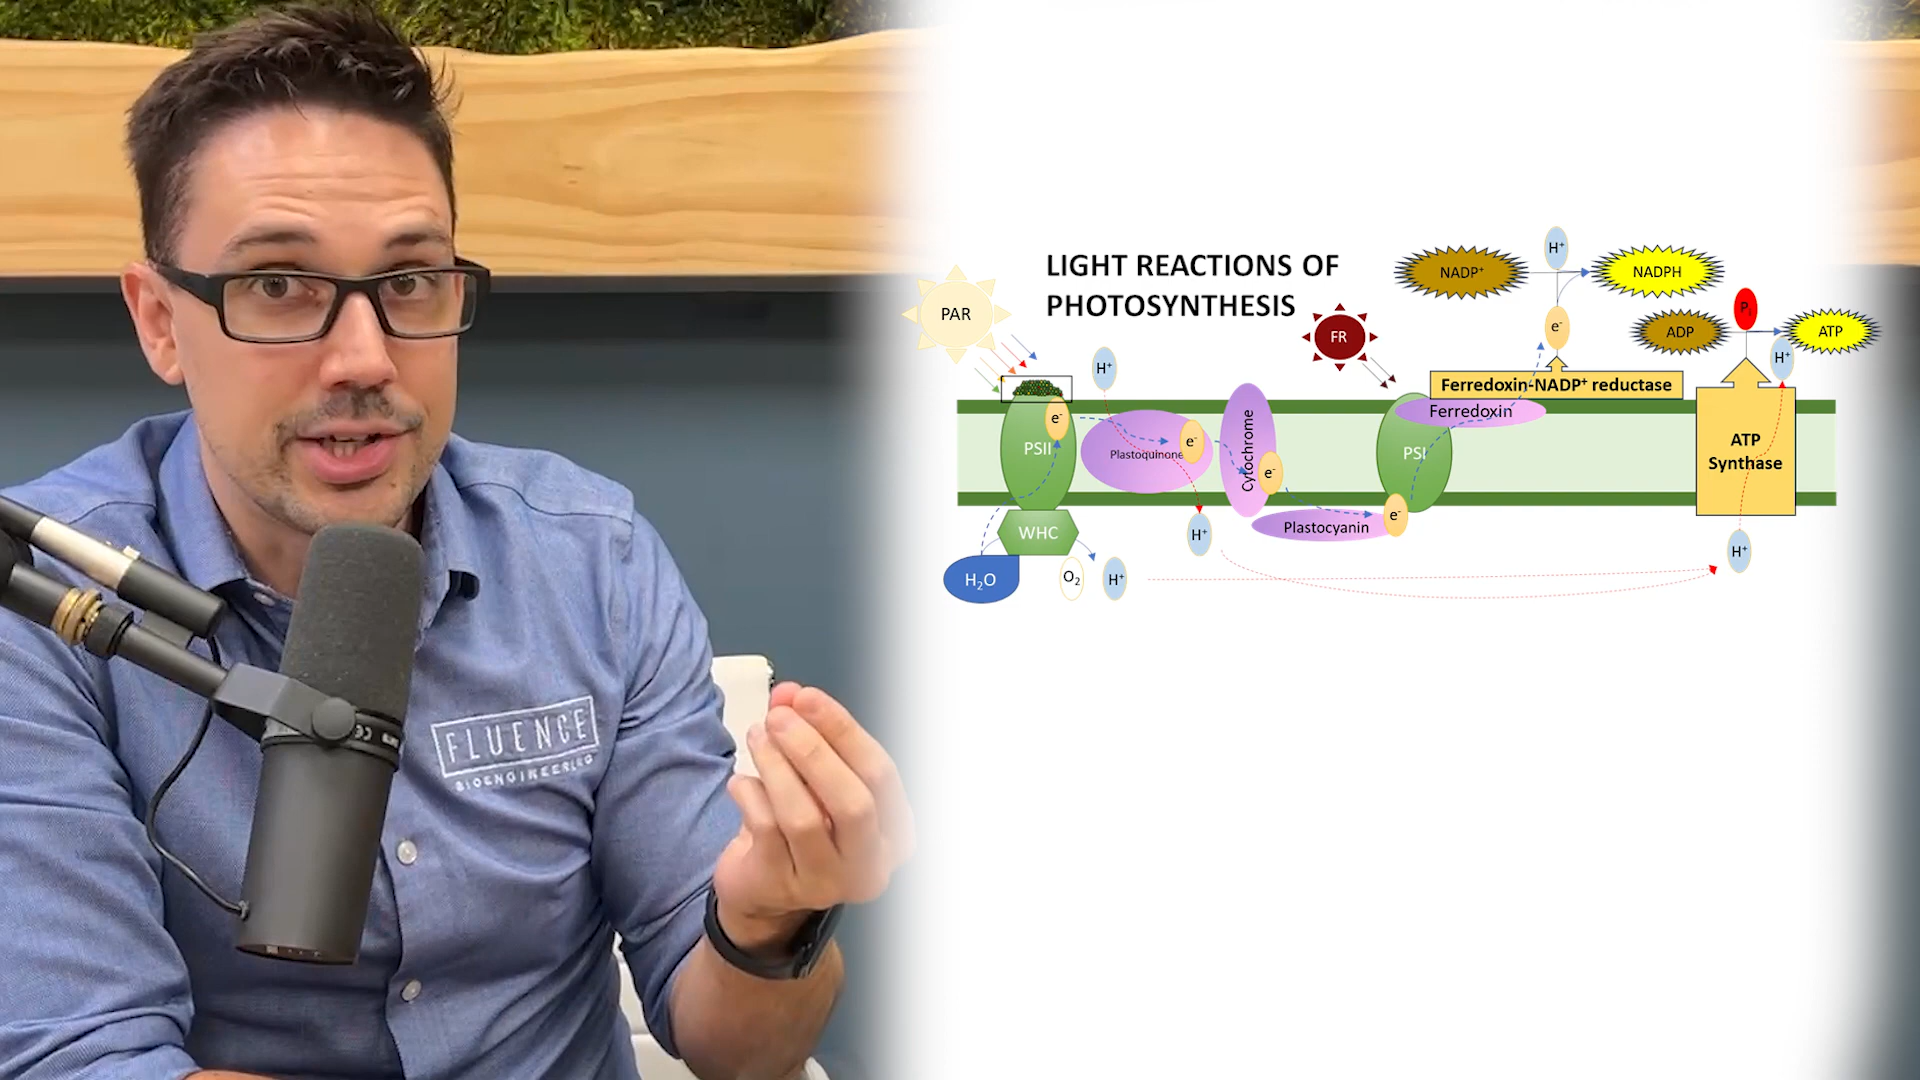 FLUENCE
BIOENGINEERING
LIGHT REACTIONS OF
PHOTOSYNTHESIS
PAR
FR
NADP⁺
H⁺
NADPH
e⁻
ADP
Pᵢ
ATP
H⁺
H⁺
Ferredoxin-NADP⁺ reductase
Ferredoxin
e⁻
PSII
Plastoquinone
e⁻
Cytochrome
e⁻
PSI
ATP
Synthase
Plastocyanin
e⁻
WHC
H⁺
H⁺
H₂O
O₂
H⁺